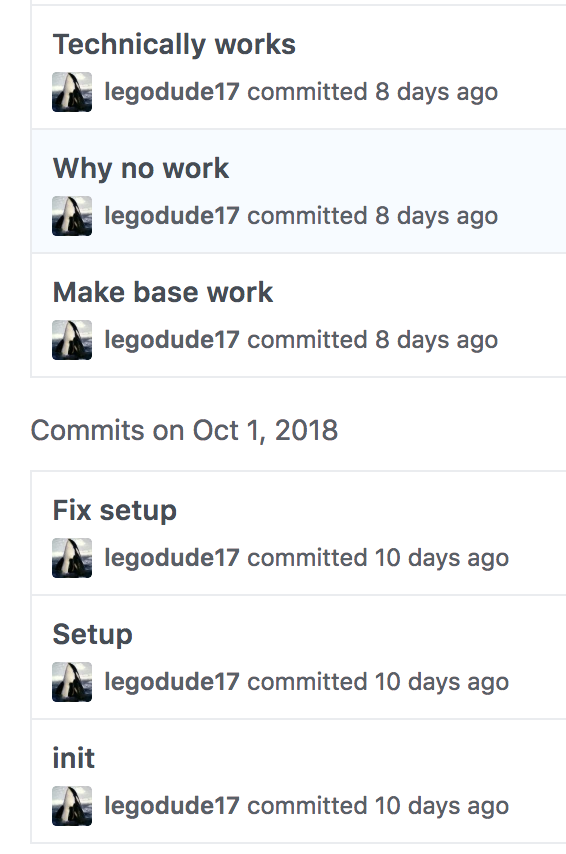 Technically works
legodude17 committed 8 days ago
Why no work
legodude17 committed 8 days ago
Make base work
legodude17 committed 8 days ago
Commits on Oct 1, 2018
Fix setup
legodude17 committed 10 days ago
Setup
legodude17 committed 10 days ago
init
legodude17 committed 10 days ago